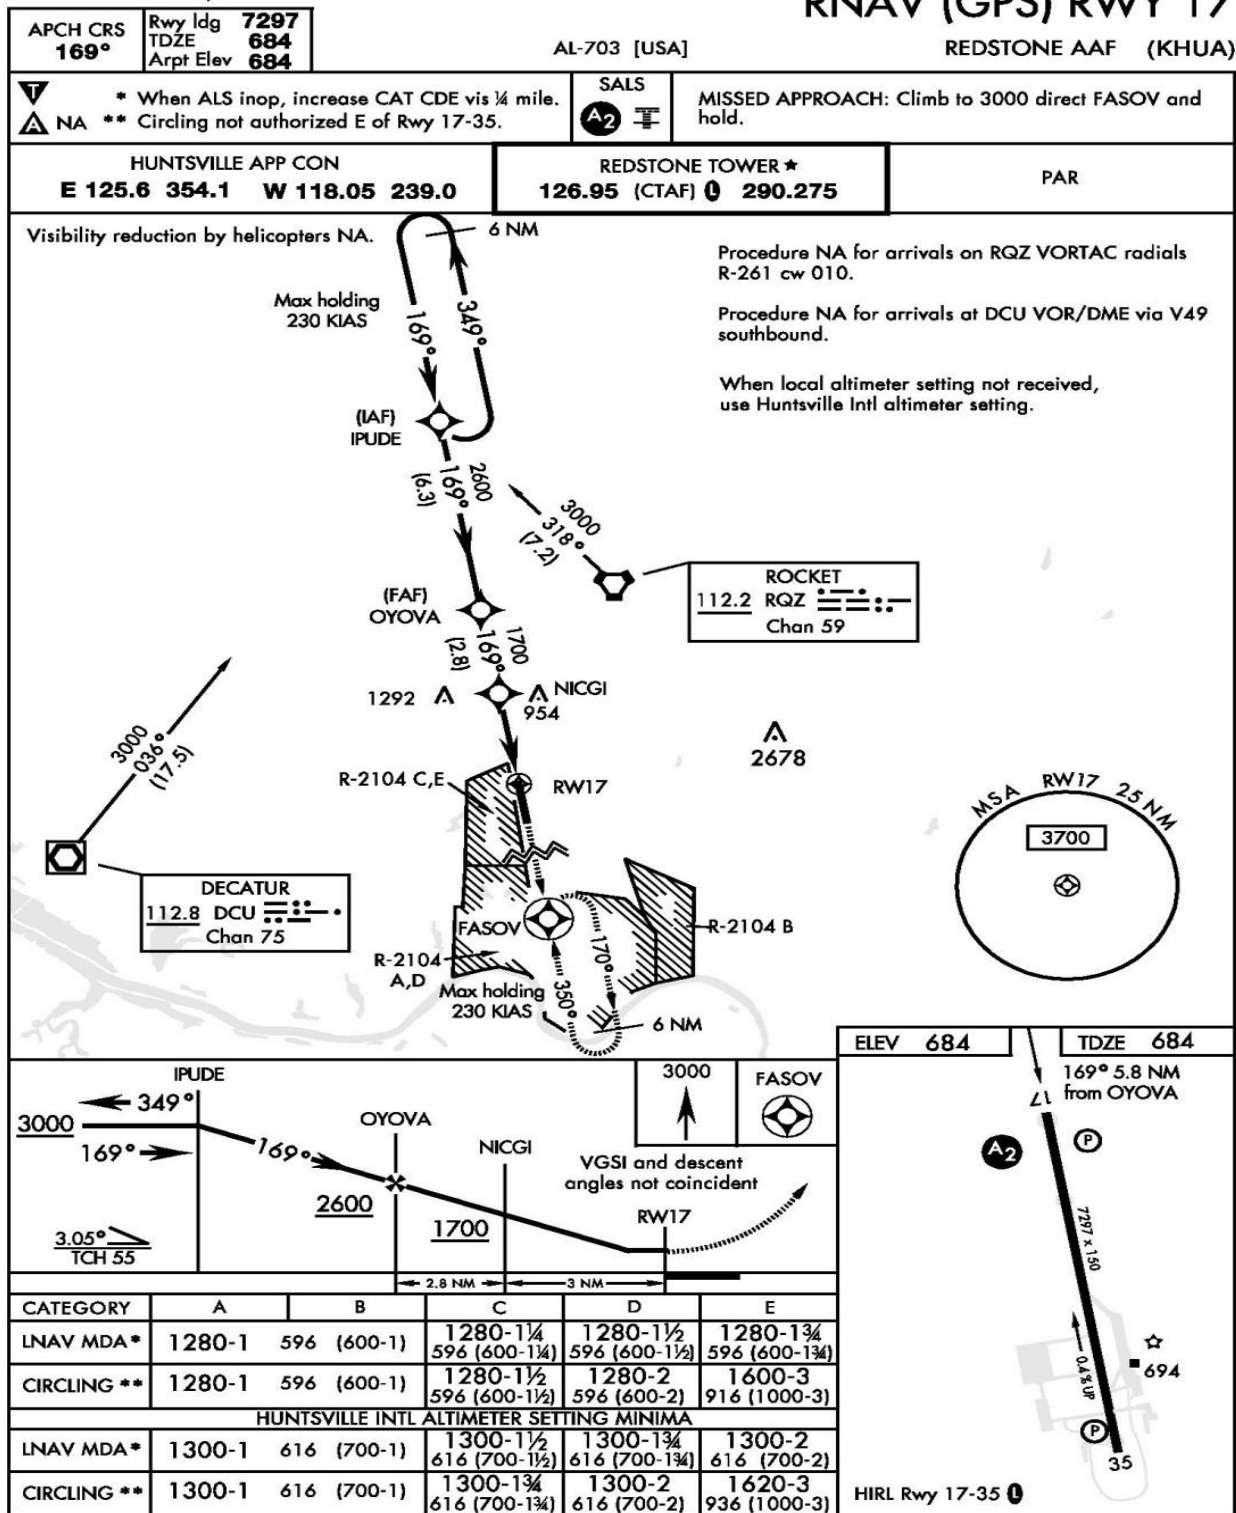 RNAV (GPS) RWY 17
REDSTONE AAF (KHUA)
AL-703 [USA]
APCH CRS
169°
Rwy ldg 7297
TDZE 684
Arpt Elev 684
T
A NA
* When ALS inop, increase CAT CDE vis ¼ mile.
** Circling not authorized E of Rwy 17-35.
SALS
A2
MISSED APPROACH: Climb to 3000 direct FASOV and
hold.
HUNTSVILLE APP CON
E 125.6 354.1 W 118.05 239.0
REDSTONE TOWER ★
126.95 (CTAF) L 290.275
PAR
Visibility reduction by helicopters NA.
6 NM
Procedure NA for arrivals on RQZ VORTAC radials
R-261 cw 010.
Procedure NA for arrivals at DCU VOR/DME via V49
southbound.
When local altimeter setting not received,
use Huntsville Intl altimeter setting.
Max holding
230 KIAS
169°
349°
(IAF)
IPUDE
2600
169°
(6.3)
3000
318°
(7.2)
ROCKET
112.2 RQZ
Chan 59
(FAF)
OYOVA
1700
169°
(2.8)
1292
NICGI
954
2678
3000
036°
(17.5)
R-2104 C,E
RW17
MSA RW17 25 NM
3700
DECATUR
112.8 DCU
Chan 75
FASOV
R-2104 B
R-2104
A,D
170°
350°
Max holding
230 KIAS
6 NM
ELEV 684
TDZE 684
169° 5.8 NM
from OYOVA
17
A2
P
7297 x 150
0.4% UP
694
P
35
HIRL Rwy 17-35 L
IPUDE
349°
3000
169°
169°
OYOVA
2600
NICGI
1700
3000
FASOV
VGSI and descent
angles not coincident
RW17
3.05°
TCH 55
2.8 NM
3 NM
CATEGORY A B C D E
LNAV MDA* 1280-1 596 (600-1) 1280-1¼ 1280-1½ 1280-1¾
596 (600-1¼) 596 (600-1½) 596 (600-1¾)
CIRCLING ** 1280-1 596 (600-1) 1280-1½ 1280-2 1600-3
596 (600-1½) 596 (600-2) 916 (1000-3)
HUNTSVILLE INTL ALTIMETER SETTING MINIMA
LNAV MDA* 1300-1 616 (700-1) 1300-1½ 1300-1¾ 1300-2
616 (700-1½) 616 (700-1¾) 616 (700-2)
CIRCLING ** 1300-1 616 (700-1) 1300-1¾ 1300-2 1620-3
616 (700-1¾) 616 (700-2) 936 (1000-3)